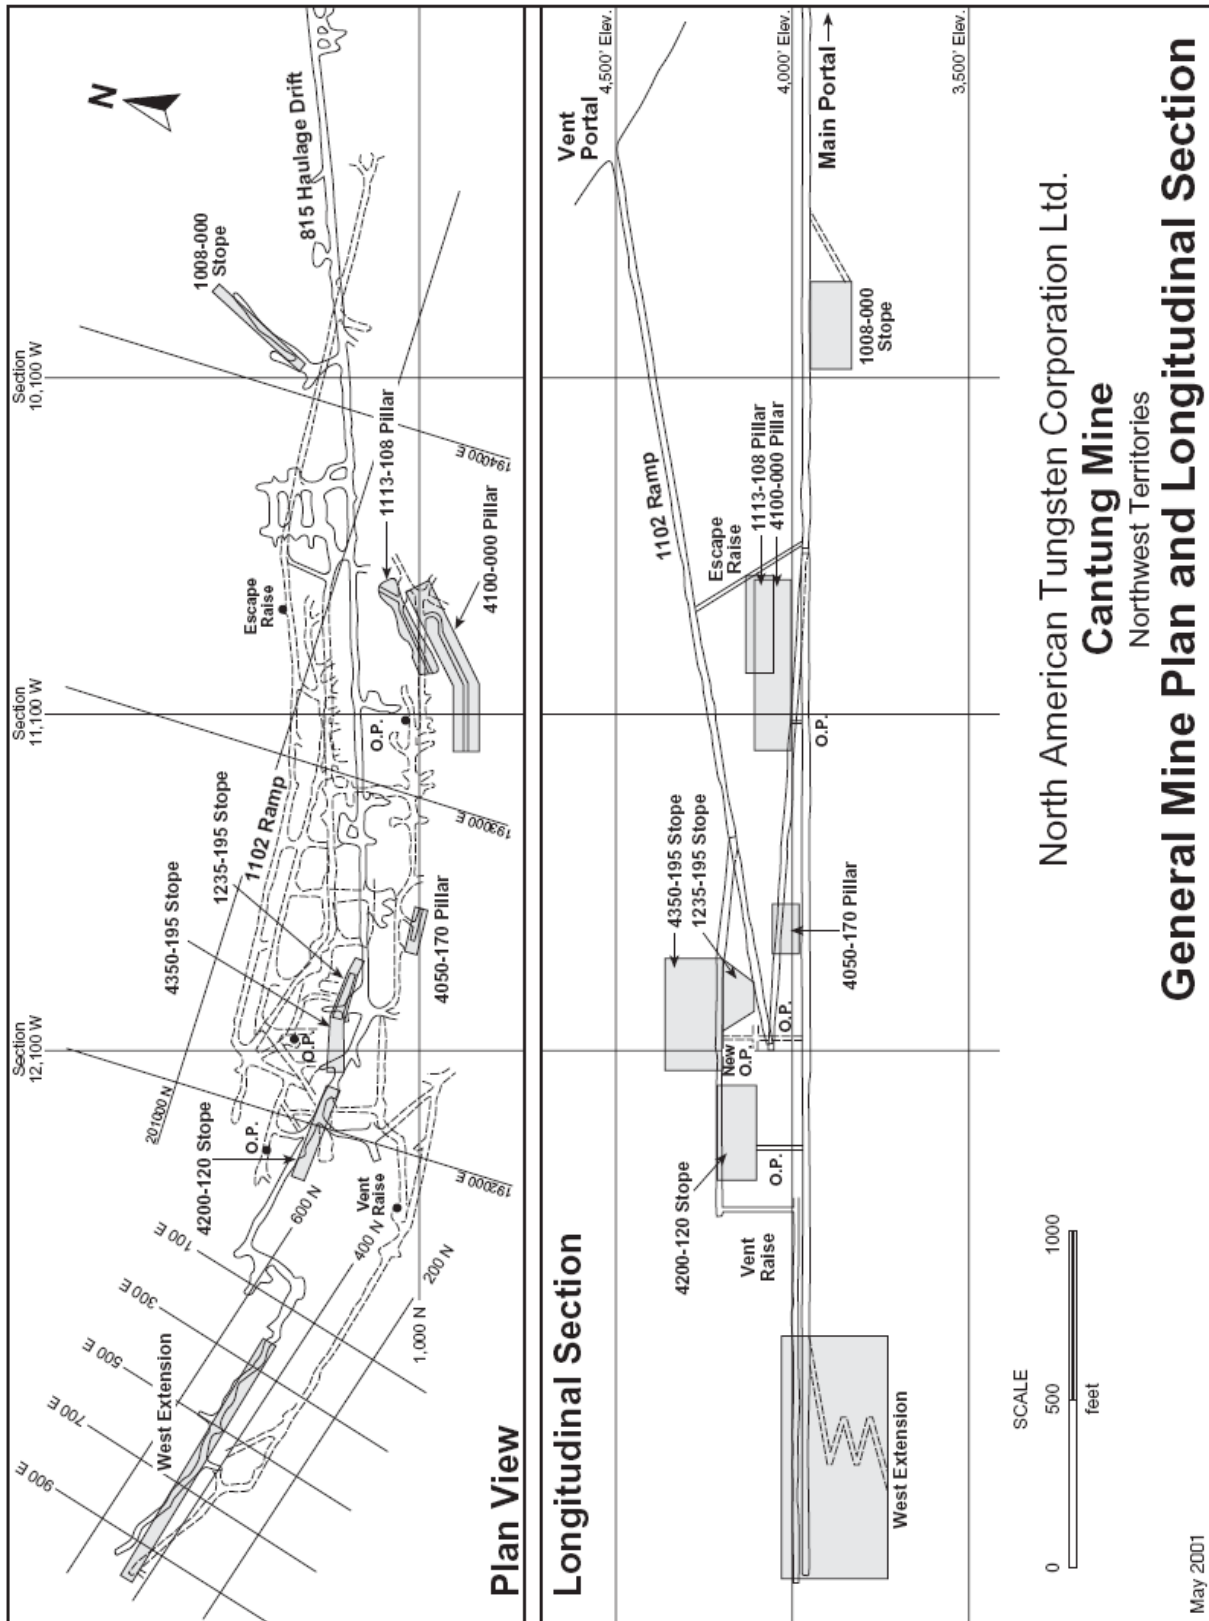 Plan View
Section
12,100 W
Section
11,100 W
Section
10,100 W
N
900 E
700 E
500 E
300 E
100 E
West Extension
4200-120 Stope
201000 N
4350-195 Stope
1235-195 Stope
1102 Ramp
Escape
Raise
1008-000
Stope
815 Haulage Drift
O.P.
O.P.
O.P.
600 N
400 N
200 N
1,000 N
Vent
Raise
192000 E
193000 E
194000 E
4050-170 Pillar
4100-000 Pillar
1113-108 Pillar
Longitudinal Section
Vent
Portal
4,500' Elev.
4,000' Elev.
3,500' Elev.
Main Portal
1102 Ramp
Escape
Raise
4350-195 Stope
1235-195 Stope
4200-120 Stope
Vent
Raise
New
O.P.
O.P.
O.P.
O.P.
1113-108 Pillar
4100-000 Pillar
4050-170 Pillar
1008-000
Stope
West Extension
SCALE
0
500
1000
feet
North American Tungsten Corporation Ltd.
Cantung Mine
Northwest Territories
General Mine Plan and Longitudinal Section
May 2001